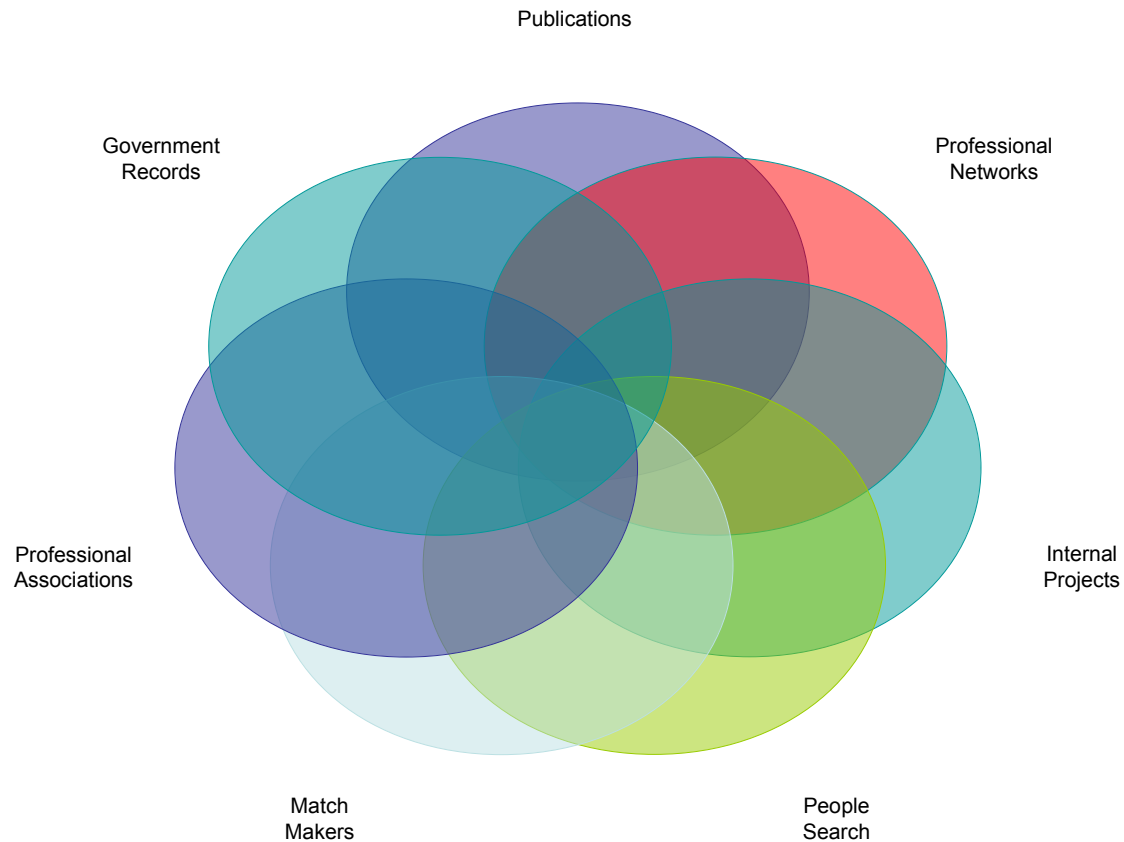 Publications
Government
Records
Professional
Networks
Professional
Associations
Internal
Projects
Match
Makers
People
Search